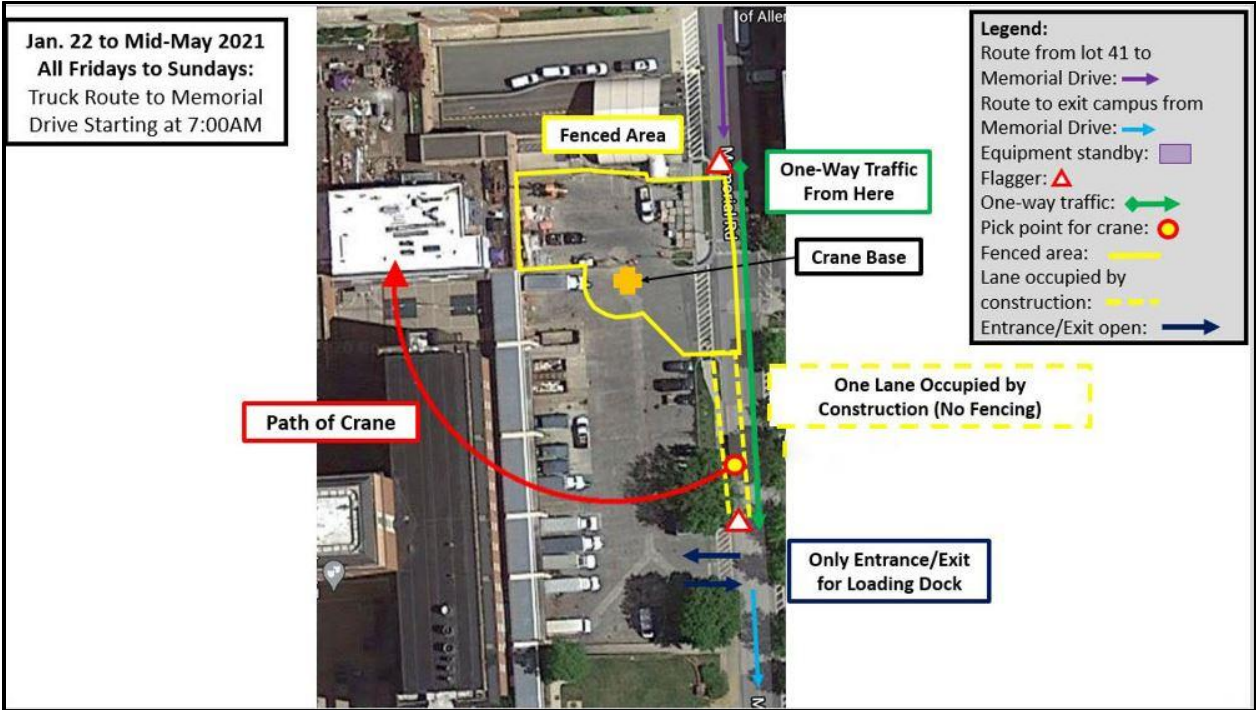 Jan. 22 to Mid-May 2021
All Fridays to Sundays:
Truck Route to Memorial
Drive Starting at 7:00AM
of Aller
Fenced Area
One-Way Traffic
From Here
Crane Base
One Lane Occupied by
Construction (No Fencing)
Path of Crane
Only Entrance/Exit
for Loading Dock
Legend:
Route from lot 41 to
Memorial Drive:
Route to exit campus from
Memorial Drive:
Equipment standby:
Flagger:
One-way traffic:
Pick point for crane:
Fenced area:
Lane occupied by
construction:
Entrance/Exit open: